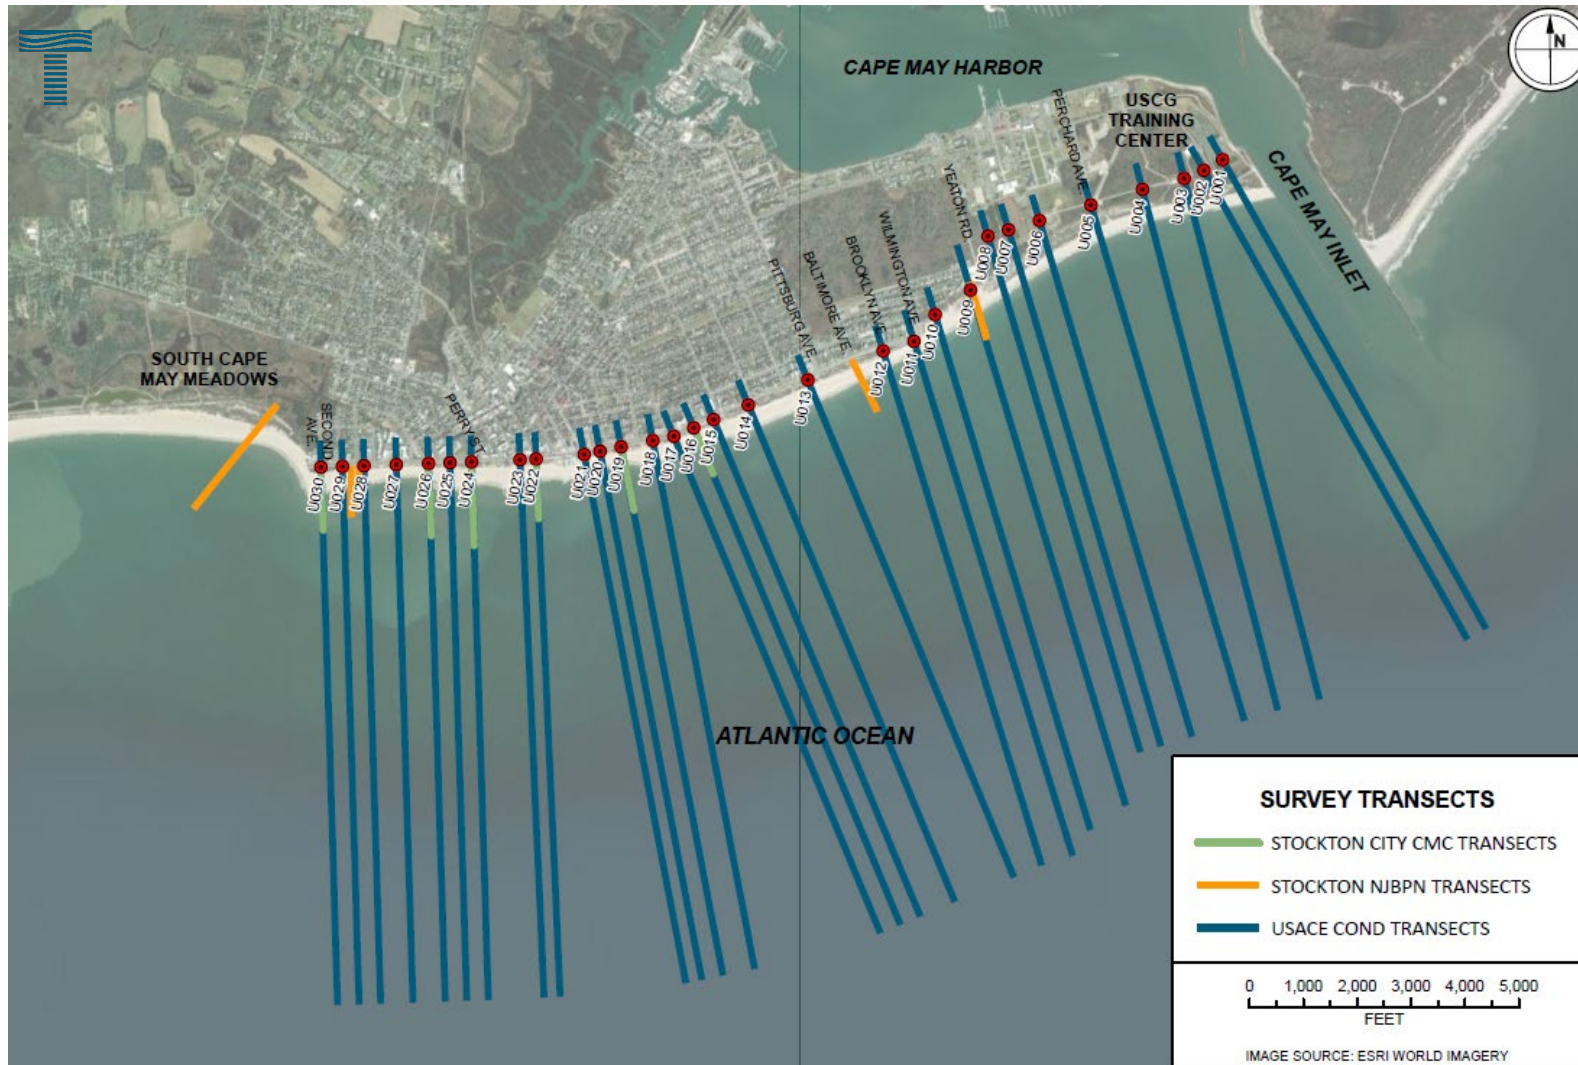 N
CAPE MAY HARBOR
USCG
TRAINING
CENTER
CAPE MAY INLET
PERCHARD AVE.
YEATON RD.
WILMINGTON AVE.
BROOKLYN AVE.
BALTIMORE AVE.
PITTSBURG AVE.
SOUTH CAPE
MAY MEADOWS
SECOND
AVE.
PERRY ST.
U030
U029
U028
U027
U026
U025
U024
U023
U022
U021
U020
U019
U018
U017
U016
U015
U014
U013
U012
U011
U010
U009
U008
U007
U006
U005
U004
U003
U002
U001
ATLANTIC OCEAN
SURVEY TRANSECTS
STOCKTON CITY CMC TRANSECTS
STOCKTON NJBPN TRANSECTS
USACE COND TRANSECTS
0 1,000 2,000 3,000 4,000 5,000
FEET
IMAGE SOURCE: ESRI WORLD IMAGERY